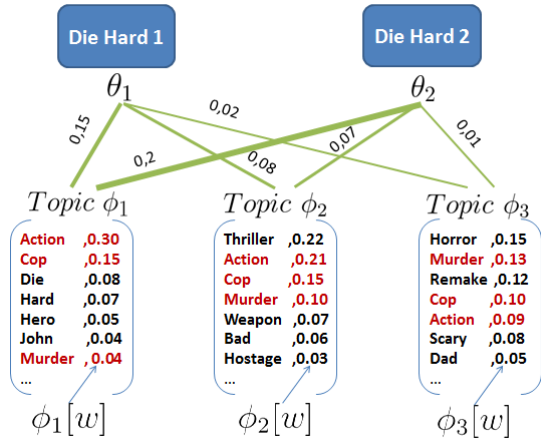 Die Hard 1 Die Hard 2
θ₁ θ₂
0,15 0,2 0,08 0,02 0,07 0,01
Topic ϕ₁ Topic ϕ₂ Topic ϕ₃
Action ,0.30 Thriller ,0.22 Horror ,0.15
Cop ,0.15 Action ,0.21 Murder ,0.13
Die ,0.08 Cop ,0.15 Remake ,0.12
Hard ,0.07 Murder ,0.10 Cop ,0.10
Hero ,0.05 Weapon ,0.07 Action ,0.09
John ,0.04 Bad ,0.06 Scary ,0.08
Murder ,0.04 Hostage ,0.03 Dad ,0.05
... ... ...
ϕ₁[w] ϕ₂[w] ϕ₃[w]